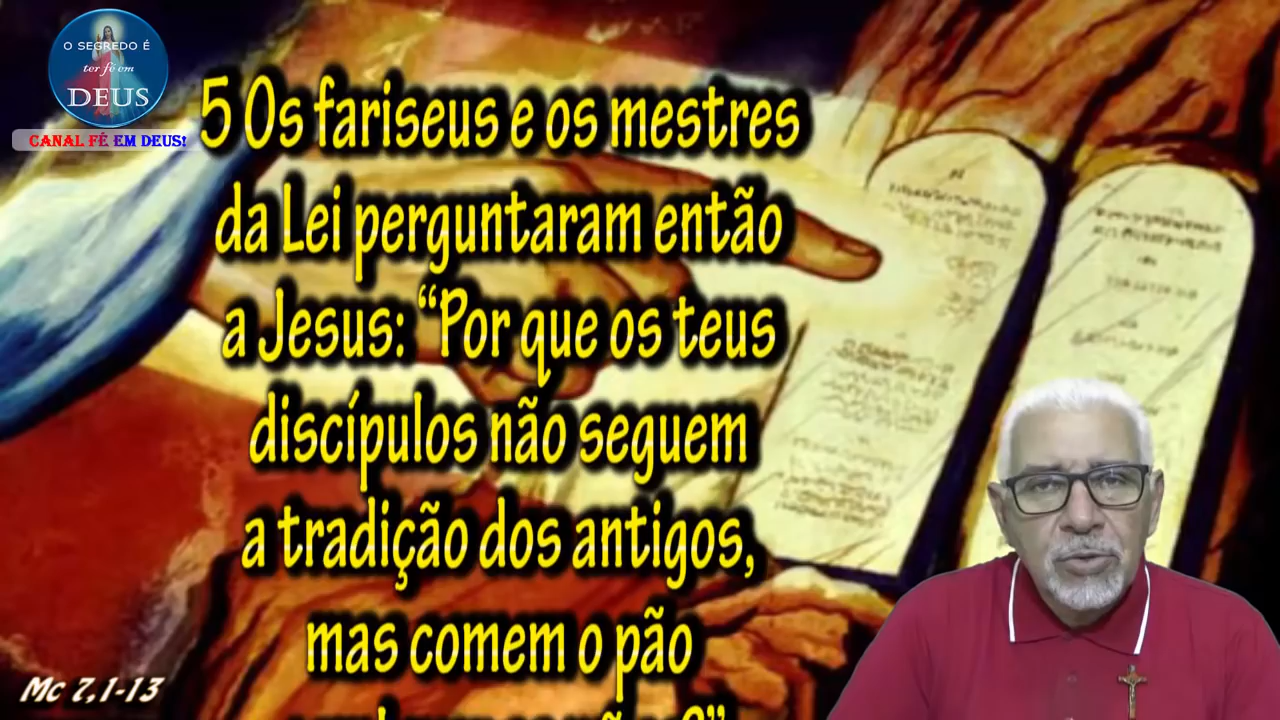 O SEGREDO É
ter fé em
DEUS
CANAL FÉ EM DEUS!
5 Os fariseus e os mestres
da Lei perguntaram então
a Jesus: “Por que os teus
discípulos não seguem
a tradição dos antigos,
mas comem o pão
Mc 7,1-13